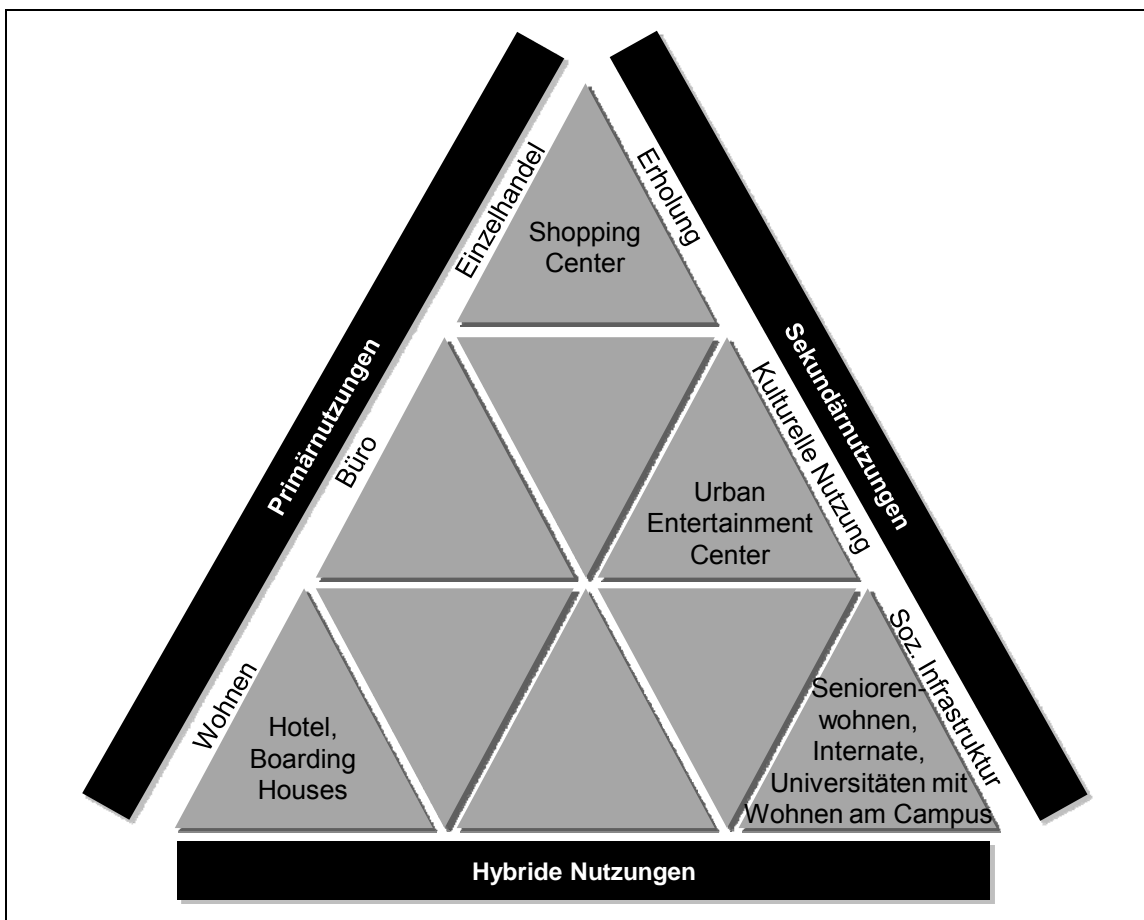 Primärnutzungen
Einzelhandel
Büro
Wohnen
Erholung
Kulturelle Nutzung
Soz. Infrastruktur
Sekundärnutzungen
Shopping
Center
Urban
Entertainment
Center
Hotel,
Boarding
Houses
Senioren-
wohnen,
Internate,
Universitäten mit
Wohnen am Campus
Hybride Nutzungen